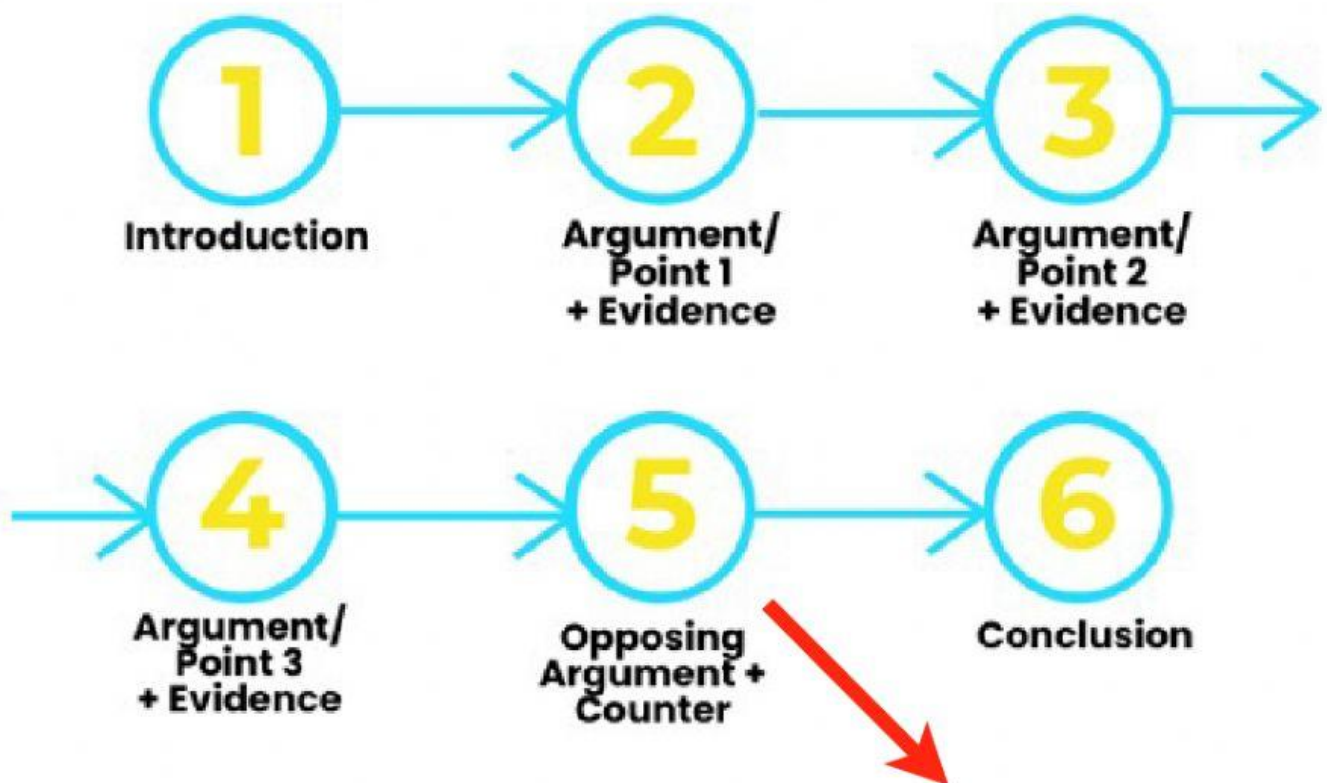 1
2
3
Introduction
Argument/
Point 1
+ Evidence
Argument/
Point 2
+ Evidence
4
5
6
Argument/
Point 3
+ Evidence
Opposing
Argument +
Counter
Conclusion